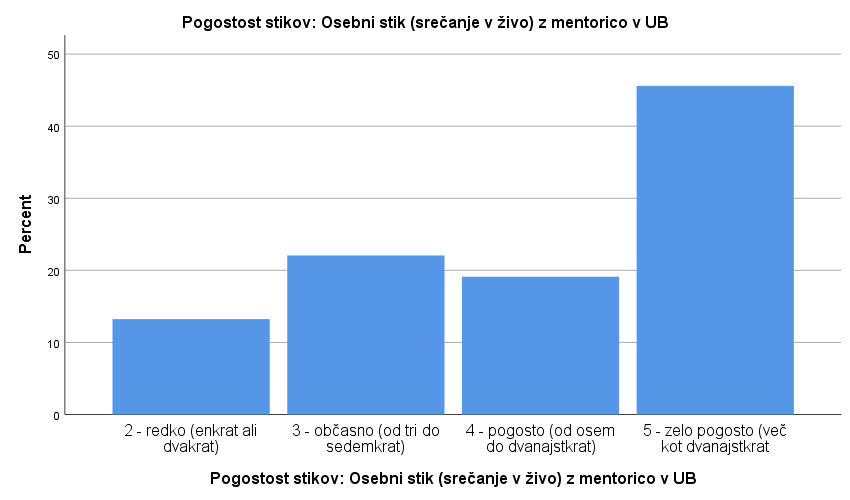 Pogostost stikov: Osebni stik (srečanje v živo) z mentorico v UB
50
40
30
20
10
0
Percent
2 - redko (enkrat ali
dvakrat)
3 - občasno (od tri do
sedemkrat)
4 - pogosto (od osem
do dvanajstkrat)
5 - zelo pogosto (več
kot dvanajstkrat
Pogostost stikov: Osebni stik (srečanje v živo) z mentorico v UB